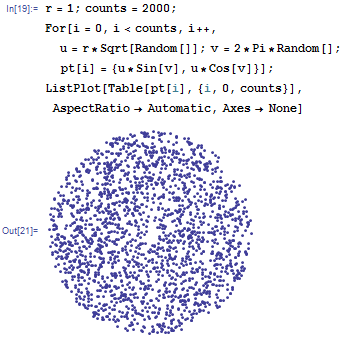 In[19]:= r = 1; counts = 2000;
For[i = 0, i < counts, i++,
u = r * Sqrt[Random[]]; v = 2 * Pi * Random[];
pt[i] = {u * Sin[v], u * Cos[v]}];
ListPlot[Table[pt[i], {i, 0, counts}],
AspectRatio → Automatic, Axes → None]
Out[21]=